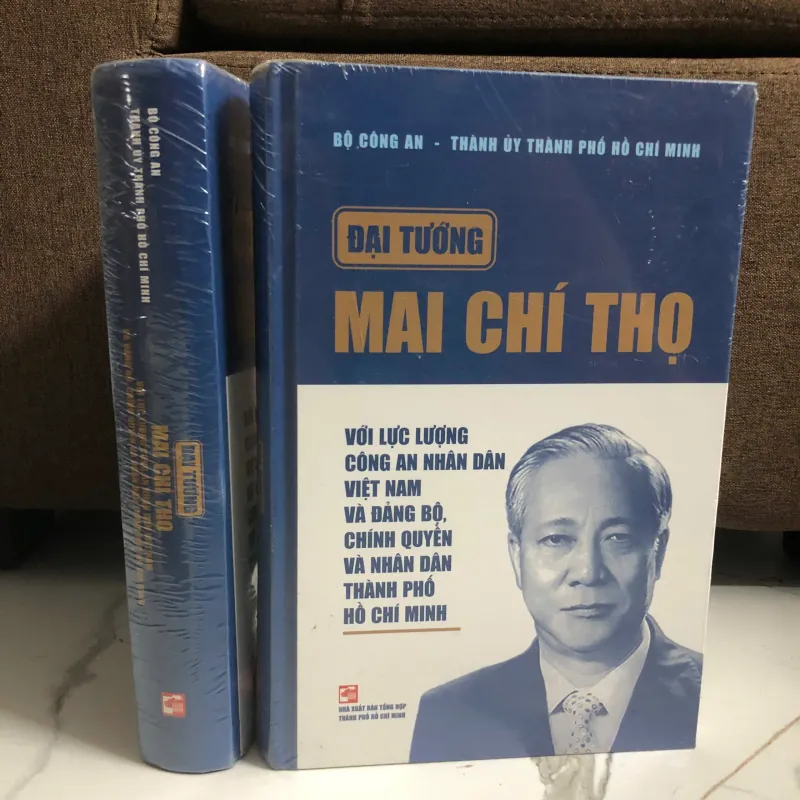 BỘ CÔNG AN
THÀNH ỦY THÀNH PHỐ HỒ CHÍ MINH
ĐẠI TƯỚNG
MAI CHÍ THỌ
BỘ CÔNG AN - THÀNH ỦY THÀNH PHỐ HỒ CHÍ MINH
ĐẠI TƯỚNG
MAI CHÍ THỌ
VỚI LỰC LƯỢNG
CÔNG AN NHÂN DÂN
VIỆT NAM
VÀ ĐẢNG BỘ,
CHÍNH QUYỀN
VÀ NHÂN DÂN
THÀNH PHỐ
HỒ CHÍ MINH
NHÀ XUẤT BẢN TỔNG HỢP
THÀNH PHỐ HỒ CHÍ MINH